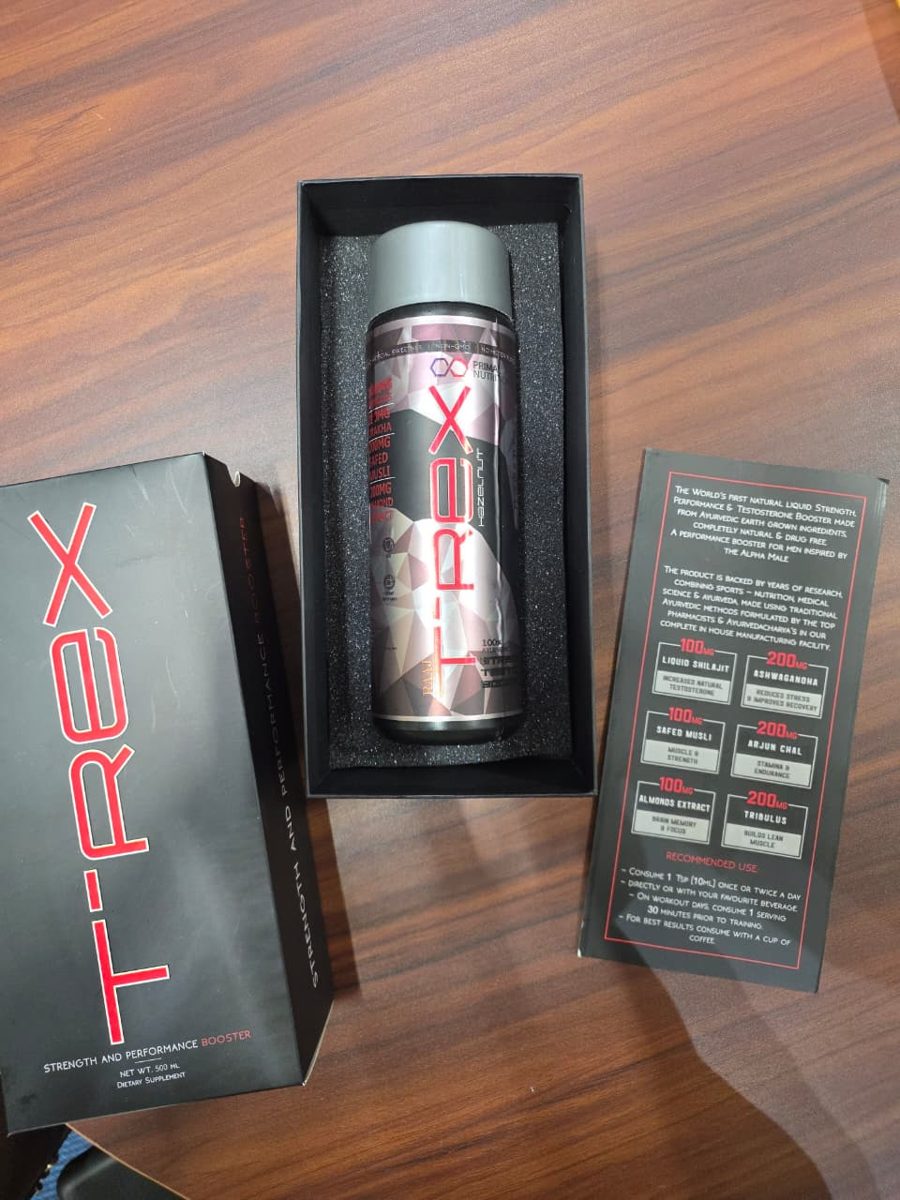 T-REX
STRENGTH AND PERFORMANCE BOOSTER
NET WT. 500 ML
DIETARY SUPPLEMENT
STRENGTH AND PERFORMANCE BOOSTER
NON-GMO
T-REX
HAZELNUT
SAFED
MUSLI
THE WORLD'S FIRST NATURAL LIQUID STRENGTH,
PERFORMANCE & TESTOSTERONE BOOSTER MADE
FROM AYURVEDIC EARTH GROWN INGREDIENTS,
COMPLETELY NATURAL & DRUG FREE.
A PERFORMANCE BOOSTER FOR MEN INSPIRED BY
THE ALPHA MALE
THE PRODUCT IS BACKED BY YEARS OF RESEARCH,
COMBINING SPORTS – NUTRITION, MEDICAL
SCIENCE & AYURVEDA, MADE USING TRADITIONAL
AYURVEDIC METHODS FORMULATED BY THE TOP
PHARMACISTS & AYURVEDACHARYA'S IN OUR
COMPLETE IN HOUSE MANUFACTURING FACILITY.
100MG
LIQUID SHILAJIT
INCREASED NATURAL
TESTOSTERONE
200MG
ASHWAGANDHA
REDUCES STRESS
& IMPROVED RECOVERY
100MG
SAFED MUSLI
MUSCLE &
STRENGTH
200MG
ARJUN CHAL
STAMINA &
ENDURANCE
100MG
ALMONDS EXTRACT
BRAIN MEMORY
& FOCUS
200MG
TRIBULUS
BUILDS LEAN
MUSCLE
RECOMMENDED USE
– CONSUME 1 TSP (10ML) ONCE OR TWICE A DAY
– DIRECTLY OR WITH YOUR FAVOURITE BEVERAGE.
– ON WORKOUT DAYS, CONSUME 1 SERVING
30 MINUTES PRIOR TO TRAINING.
– FOR BEST RESULTS CONSUME WITH A CUP OF
COFFEE.